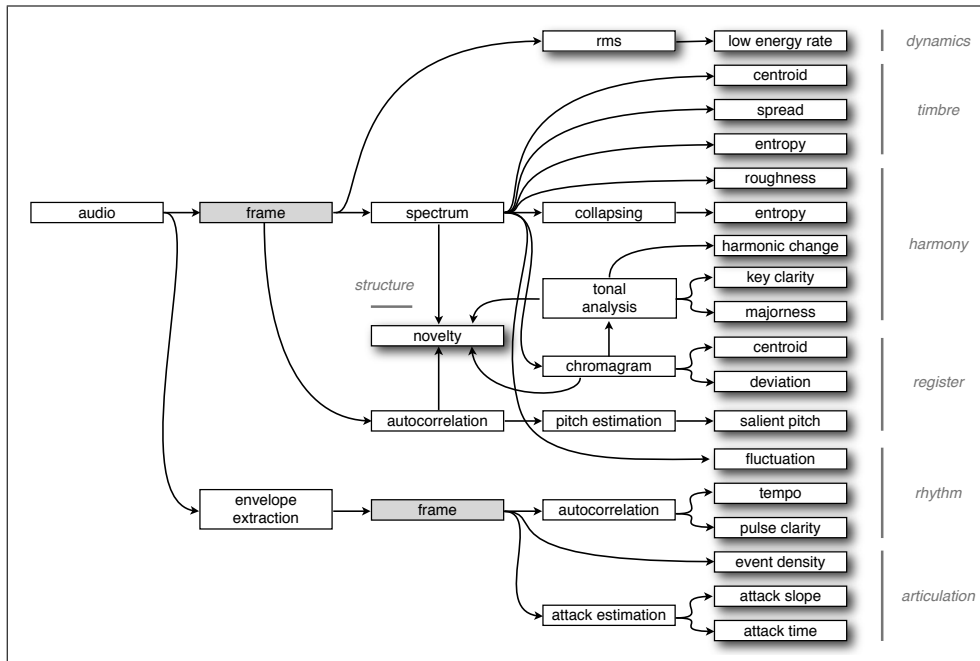 rms
low energy rate
dynamics
centroid
spread
timbre
entropy
roughness
audio
frame
spectrum
collapsing
entropy
harmonic change
harmony
structure
tonal
analysis
key clarity
majorness
novelty
chromagram
centroid
deviation
register
autocorrelation
pitch estimation
salient pitch
fluctuation
envelope
extraction
frame
autocorrelation
tempo
rhythm
pulse clarity
event density
attack estimation
attack slope
articulation
attack time